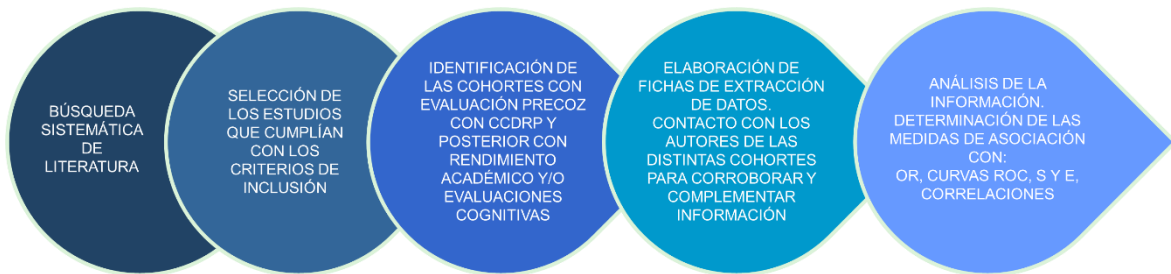 BÚSQUEDA
SISTEMÁTICA
DE
LITERATURA
SELECCIÓN DE
LOS ESTUDIOS
QUE CUMPLÍAN
CON LOS
CRITERIOS DE
INCLUSIÓN
IDENTIFICACIÓN DE
LAS COHORTES CON
EVALUACIÓN PRECOZ
CON CCDRP Y
POSTERIOR CON
RENDIMIENTO
ACADÉMICO Y/O
EVALUACIONES
COGNITIVAS
ELABORACIÓN DE
FICHAS DE EXTRACCIÓN
DE DATOS.
CONTACTO CON LOS
AUTORES DE LAS
DISTINTAS COHORTES
PARA CORROBORAR Y
COMPLEMENTAR
INFORMACIÓN
ANÁLISIS DE LA
INFORMACIÓN.
DETERMINACIÓN DE LAS
MEDIDAS DE ASOCIACIÓN
CON:
OR, CURVAS ROC, S Y E,
CORRELACIONES